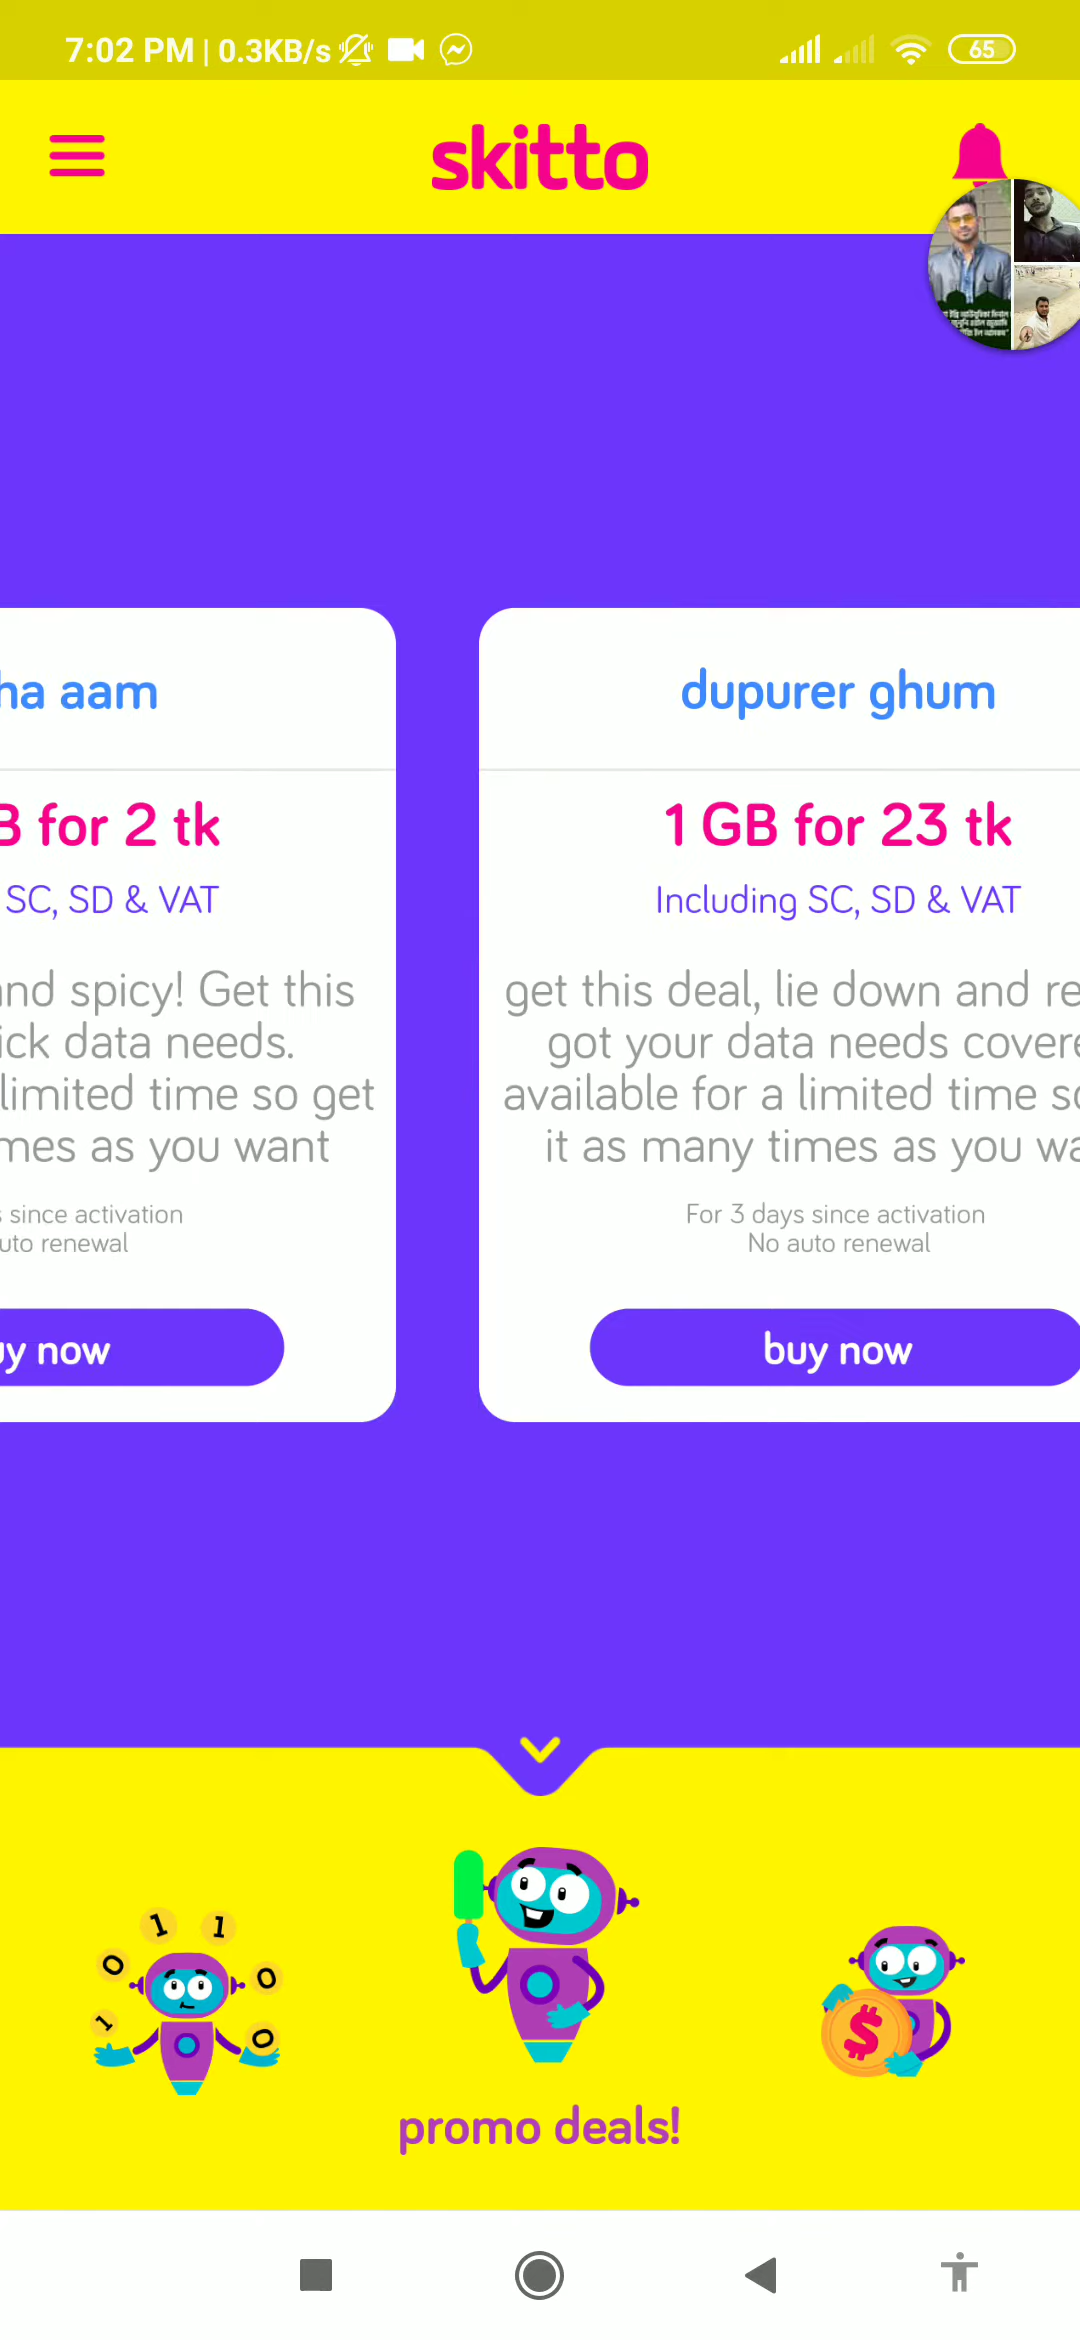 7:02 PM | 0.3KB/s
65
skitto
ha aam
B for 2 tk
SC, SD & VAT
nd spicy! Get this
ick data needs.
limited time so get
mes as you want
s since activation
uto renewal
uy now
dupurer ghum
1 GB for 23 tk
Including SC, SD & VAT
get this deal, lie down and re
got your data needs covere
available for a limited time so
it as many times as you wa
For 3 days since activation
No auto renewal
buy now
1 0 1 1 0 0
$
promo deals!